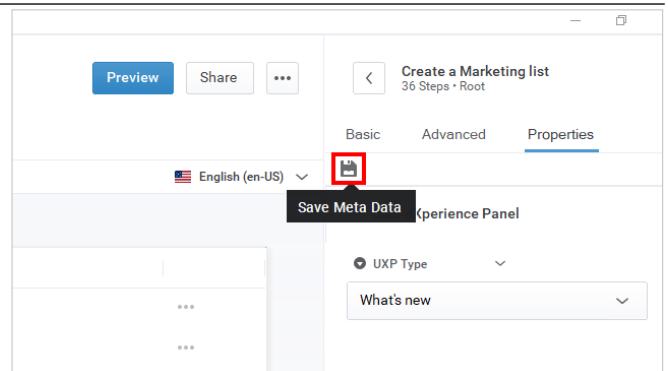 Preview
Share
Create a Marketing list
36 Steps • Root
Basic
Advanced
Properties
English (en-US)
Save Meta Data
Xperience Panel
UXP Type
What's new